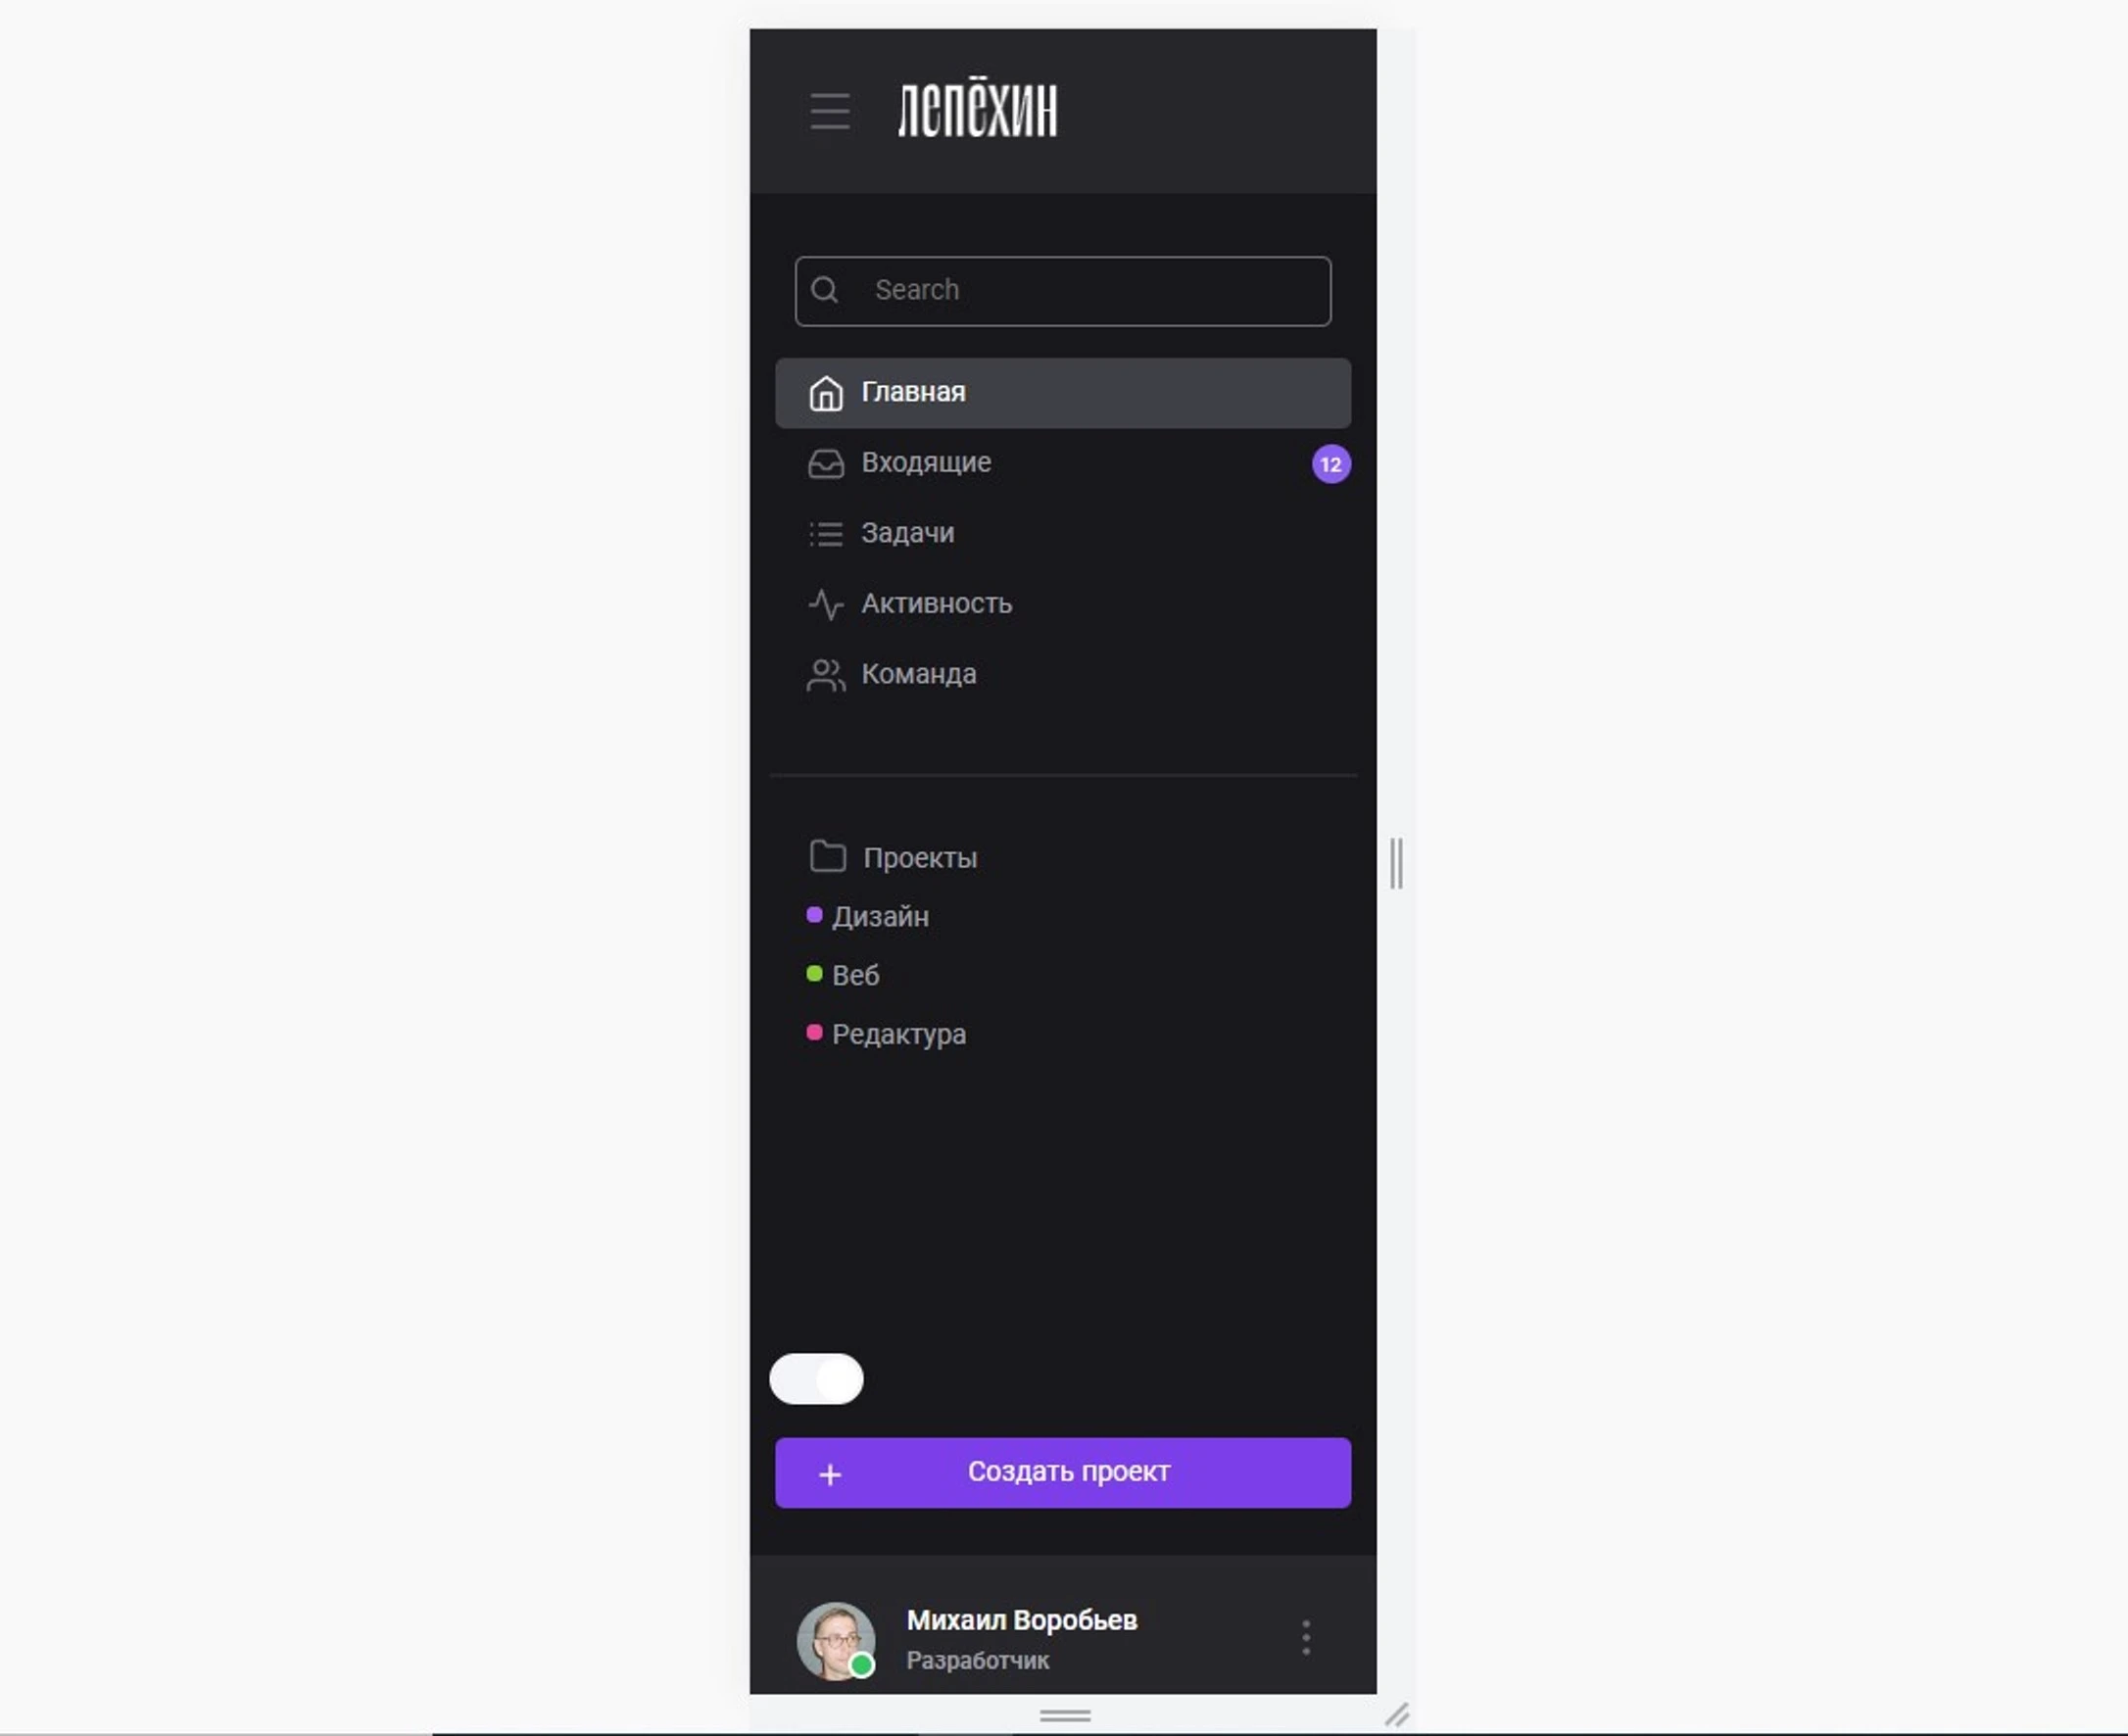 лепёхин
Search
Главная
Входящие
12
Задачи
Активность
Команда
Проекты
Дизайн
Веб
Редактура
+ Создать проект
Михаил Воробьев
Разработчик